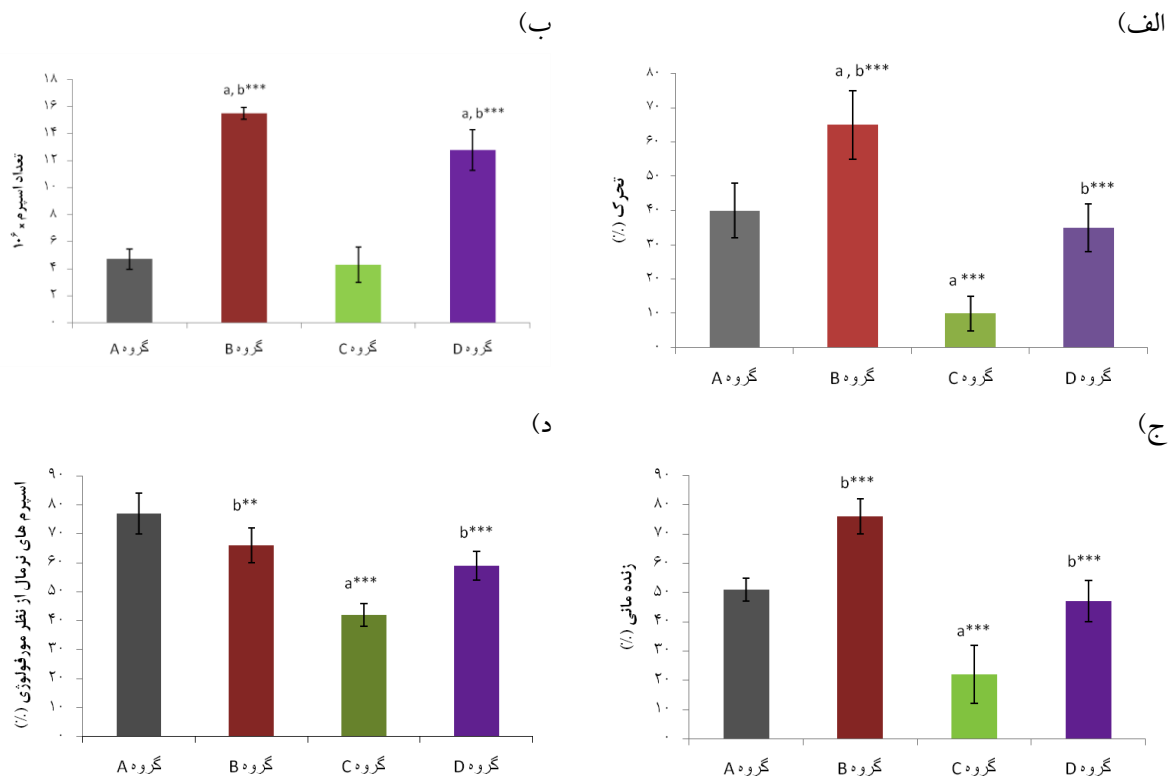 الف)
تحرک (٪)
۸۰
۷۰
۶۰
۵۰
۴۰
۳۰
۲۰
۱۰
۰
a , b***
a ***
b***
گروه A
گروه B
گروه C
گروه D
ب)
تعداد اسپرم × ۱۰⁶
۱۸
۱۶
۱۴
۱۲
۱۰
۸
۶
۴
۲
۰
a, b***
a, b***
گروه A
گروه B
گروه C
گروه D
ج)
زنده مانی (٪)
۹۰
۸۰
۷۰
۶۰
۵۰
۴۰
۳۰
۲۰
۱۰
۰
b***
a***
b***
گروه A
گروه B
گروه C
گروه D
د)
اسپرم های نرمال از نظر مورفولوژی (٪)
۹۰
۸۰
۷۰
۶۰
۵۰
۴۰
۳۰
۲۰
۱۰
۰
b**
a***
b***
گروه A
گروه B
گروه C
گروه D